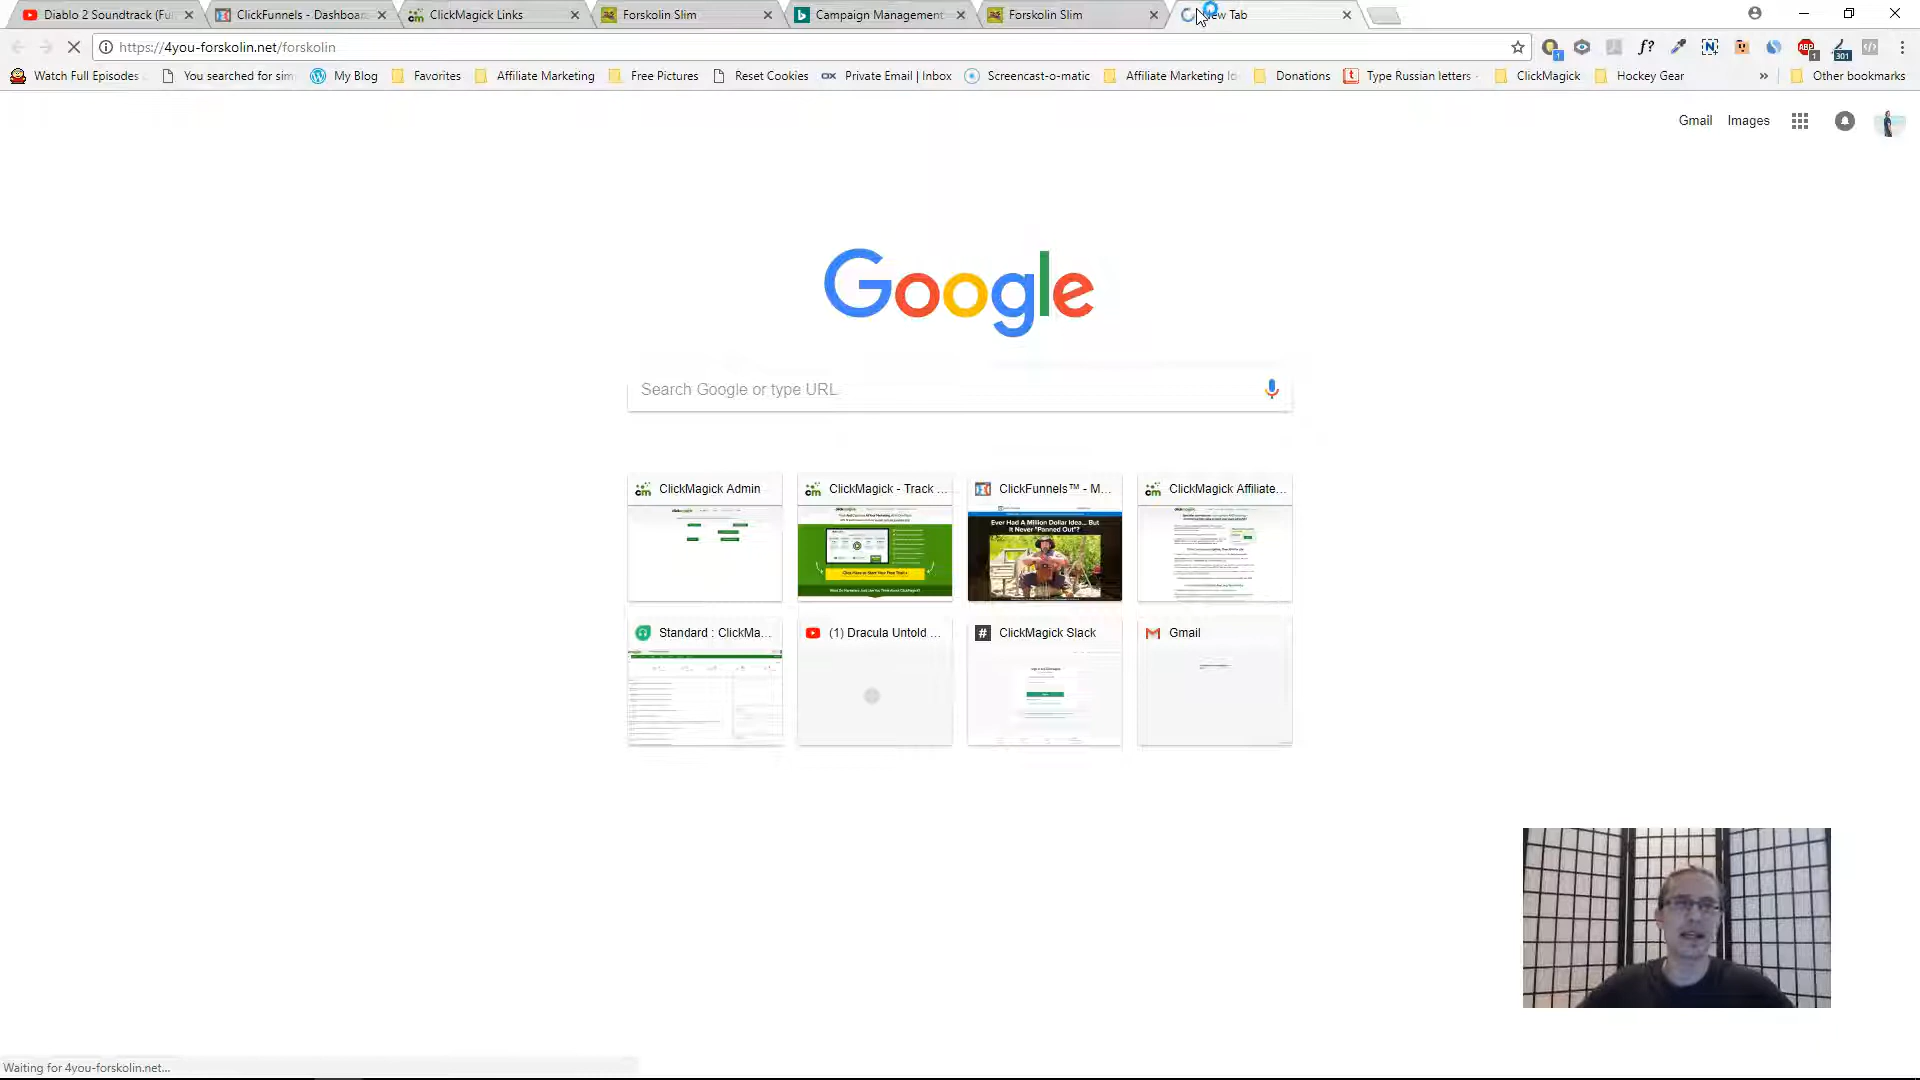 Diablo 2 Soundtrack (Fu
ClickFunnels - Dashboar
ClickMagick Links
Forskolin Slim
Campaign Management
Forskolin Slim
New Tab
https://4you-forskolin.net/forskolin
Watch Full Episodes
You searched for sim
My Blog
Favorites
Affiliate Marketing
Free Pictures
Reset Cookies
Private Email | Inbox
Screencast-o-matic
Affiliate Marketing Id
Donations
Type Russian letters
ClickMagick
Hockey Gear
»
Other bookmarks
Gmail
Images
Google
Search Google or type URL
ClickMagick Admin
ClickMagick - Track ...
ClickFunnels™ - M...
ClickMagick Affiliate...
Ever Had A Million Dollar Idea... But
It Never "Panned Out"?
Standard : ClickMa...
(1) Dracula Untold ...
ClickMagick Slack
Gmail
Waiting for 4you-forskolin.net...